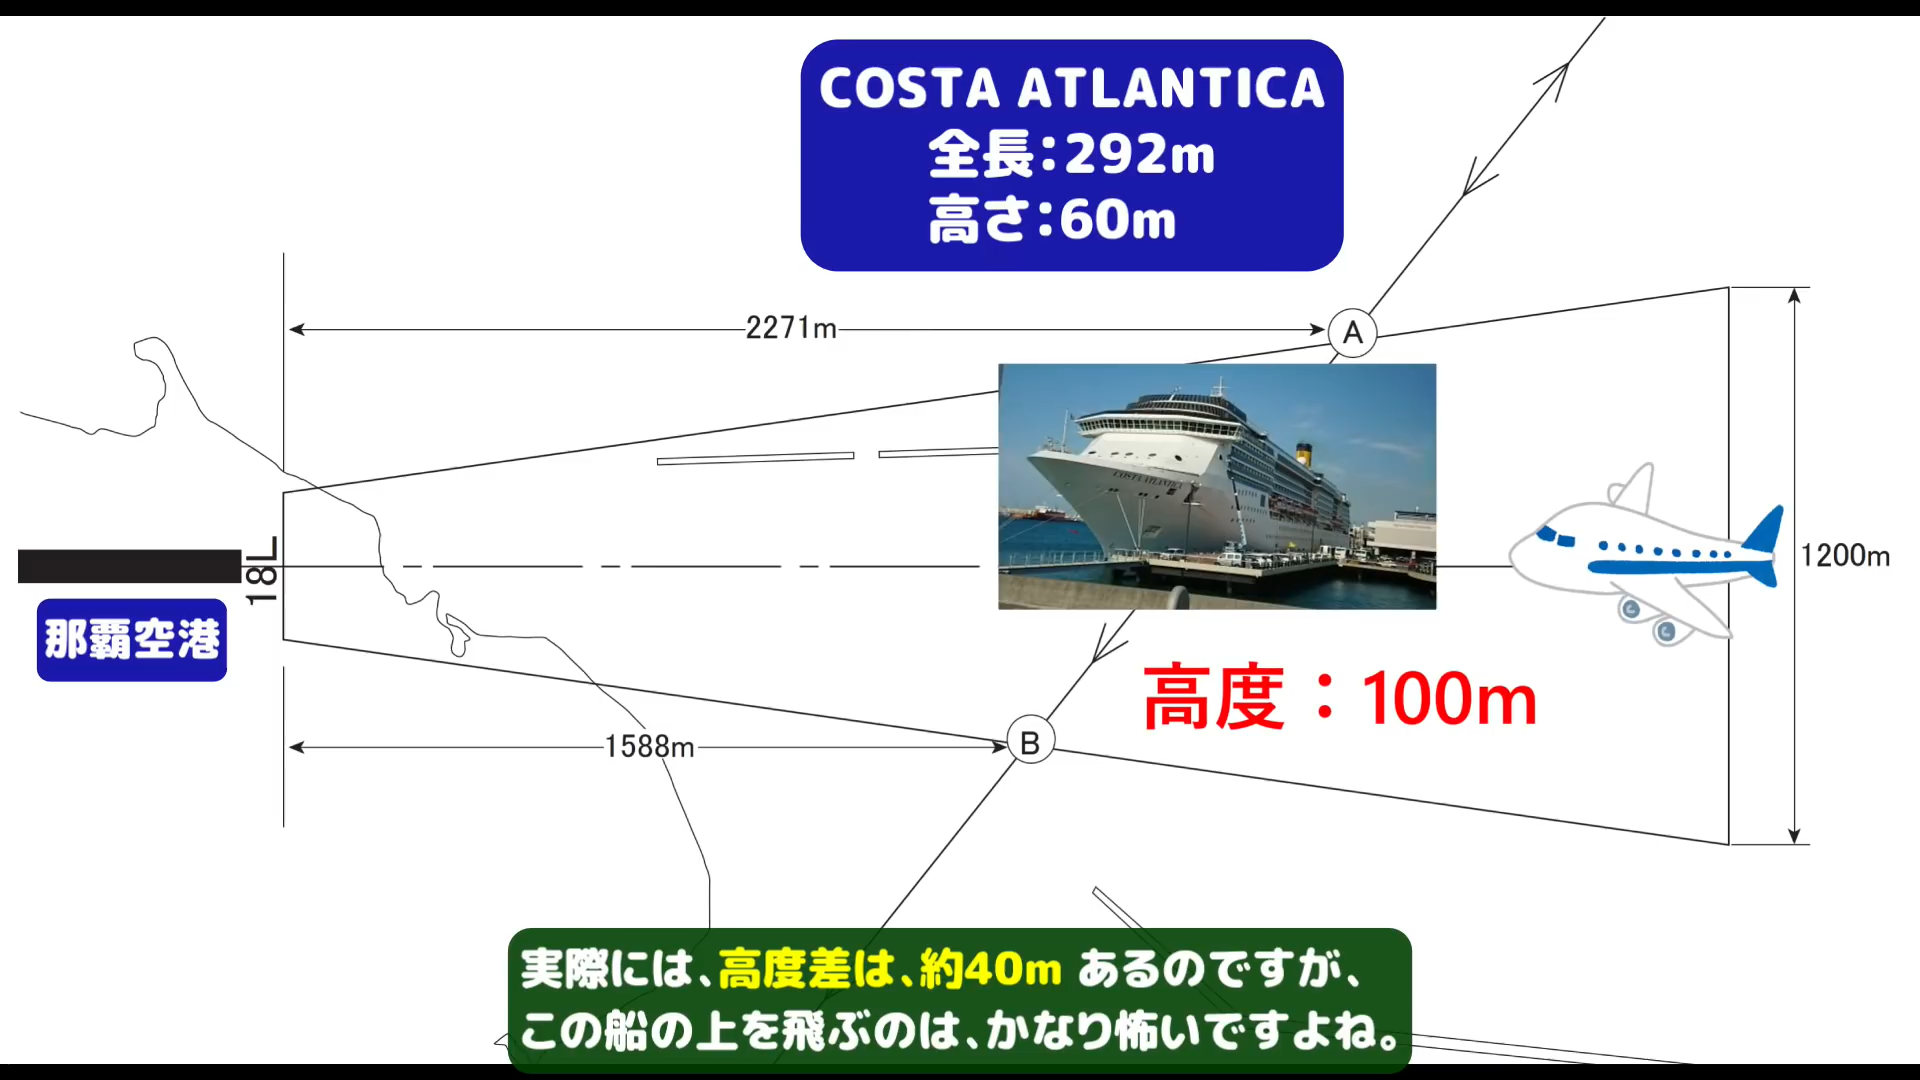 COSTA ATLANTICA
全長：292m
高さ：60m
2271m
A
COSTA ATLANTICA
18L
1200m
那覇空港
高度：100m
1588m
B
実際には、高度差は、約40m あるのですが、
この船の上を飛ぶのは、かなり怖いですよね。